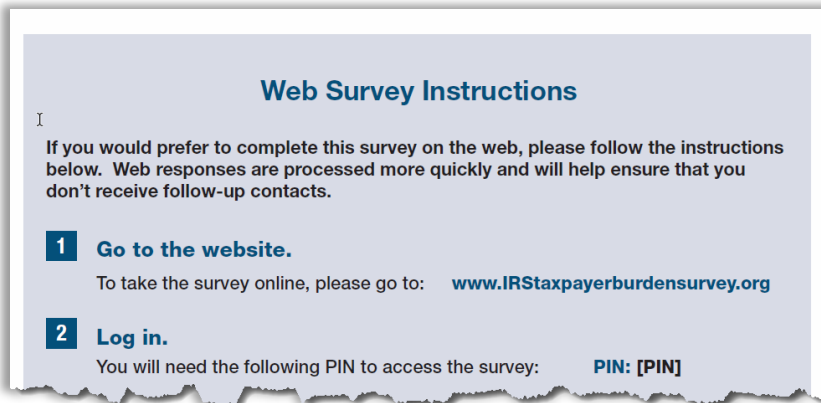 Web Survey Instructions
If you would prefer to complete this survey on the web, please follow the instructions
below.  Web responses are processed more quickly and will help ensure that you
don't receive follow-up contacts.
1 Go to the website.
To take the survey online, please go to: www.IRStaxpayerburdensurvey.org
2 Log in.
You will need the following PIN to access the survey: PIN: [PIN]